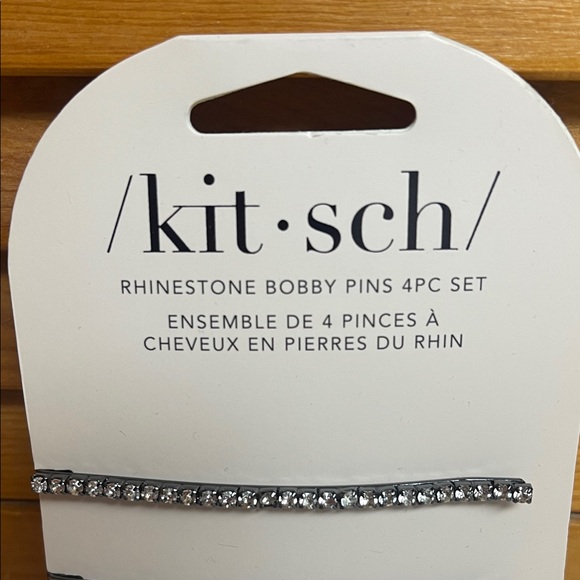 /kit·sch/
RHINESTONE BOBBY PINS 4PC SET
ENSEMBLE DE 4 PINCES À
CHEVEUX EN PIERRES DU RHIN